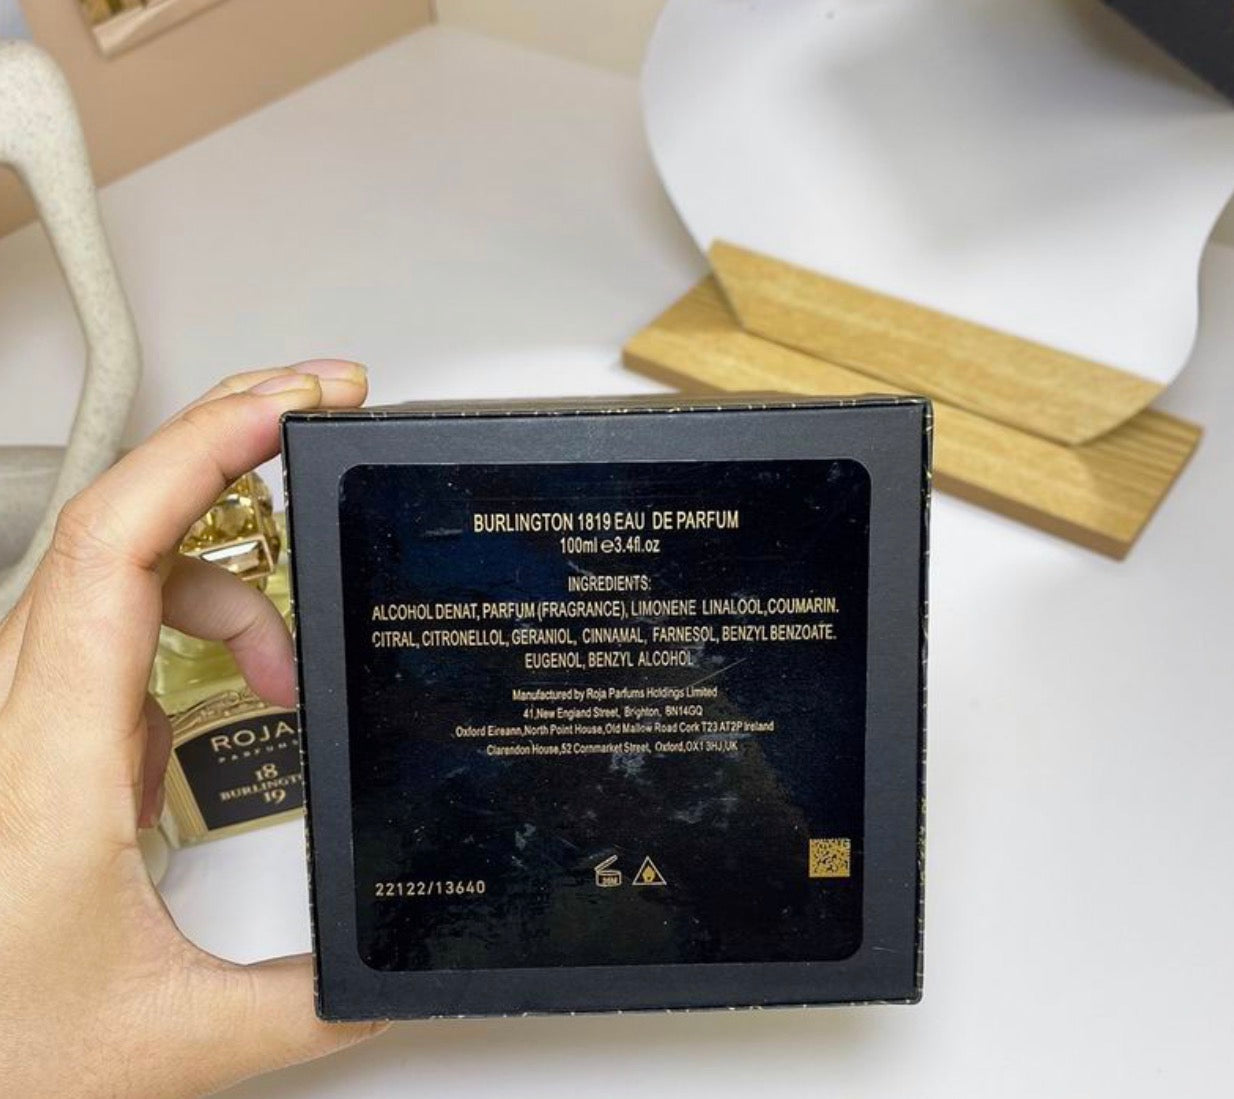 BURLINGTON 1819 EAU DE PARFUM
100ml ℮3.4fl.oz
INGREDIENTS:
ALCOHOL DENAT, PARFUM (FRAGRANCE), LIMONENE LINALOOL,COUMARIN.
CITRAL, CITRONELLOL, GERANIOL, CINNAMAL, FARNESOL, BENZYL BENZOATE.
EUGENOL, BENZYL ALCOHOL
Manufactured by Roja Parfums Holdings Limited
41,New England Street, Brighton, BN14GQ
Oxford Eireann,North Point House,Old Mallow Road Cork T23 AT2P Ireland
Clarendon House,52 Cornmarket Street, Oxford,OX1 3HJ,UK
22122/13640
ROJA
PARFUMS
18
BURLINGT
19